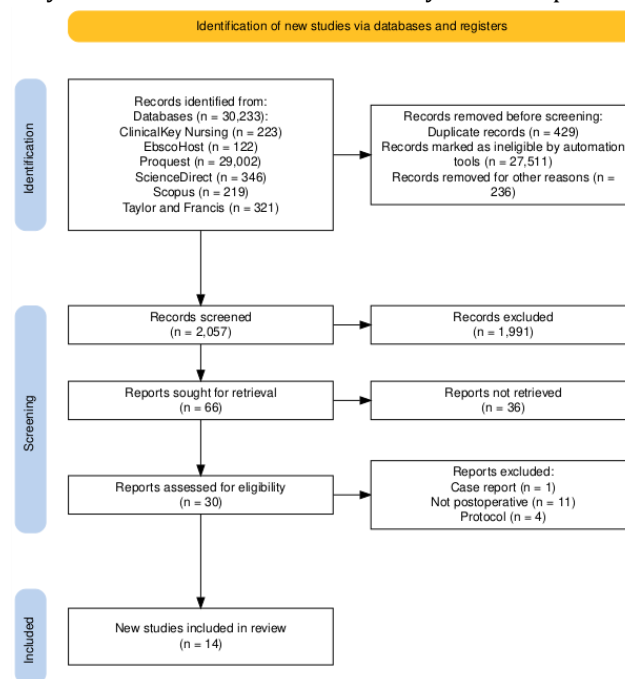 Identification of new studies via databases and registers
Identification
Records identified from:
Databases (n = 30,233):
ClinicalKey Nursing (n = 223)
EbscoHost (n = 122)
Proquest (n = 29,002)
ScienceDirect (n = 346)
Scopus (n = 219)
Taylor and Francis (n = 321)
Records removed before screening:
Duplicate records (n = 429)
Records marked as ineligible by automation
tools (n = 27,511)
Records removed for other reasons (n =
236)
Screening
Records screened
(n = 2,057)
Records excluded
(n = 1,991)
Reports sought for retrieval
(n = 66)
Reports not retrieved
(n = 36)
Reports assessed for eligibility
(n = 30)
Reports excluded:
Case report (n = 1)
Not postoperative (n = 11)
Protocol (n = 4)
Included
New studies included in review
(n = 14)